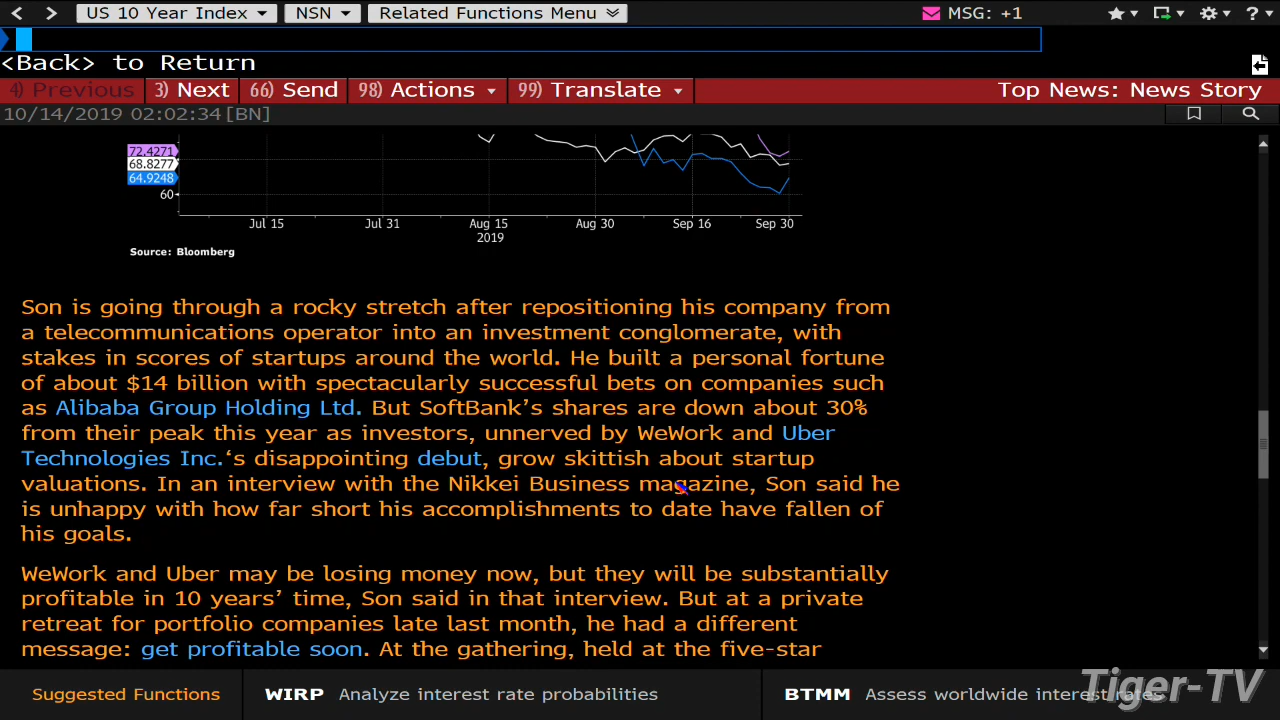 US 10 Year Index NSN Related Functions Menu MSG: +1
<Back> to Return
4) Previous 3) Next 66) Send 98) Actions 99) Translate Top News: News Story
10/14/2019 02:02:34 [BN]
72.4271
68.8277
64.9248
60
Jul 15 Jul 31 Aug 15 Aug 30 Sep 16 Sep 30
2019
Source: Bloomberg
Son is going through a rocky stretch after repositioning his company from
a telecommunications operator into an investment conglomerate, with
stakes in scores of startups around the world. He built a personal fortune
of about $14 billion with spectacularly successful bets on companies such
as Alibaba Group Holding Ltd. But SoftBank's shares are down about 30%
from their peak this year as investors, unnerved by WeWork and Uber
Technologies Inc.‘s disappointing debut, grow skittish about startup
valuations. In an interview with the Nikkei Business magazine, Son said he
is unhappy with how far short his accomplishments to date have fallen of
his goals.
WeWork and Uber may be losing money now, but they will be substantially
profitable in 10 years’ time, Son said in that interview. But at a private
retreat for portfolio companies late last month, he had a different
message: get profitable soon. At the gathering, held at the five-star
Suggested Functions WIRP Analyze interest rate probabilities BTMM Assess worldwide interest rates
Tiger-TV